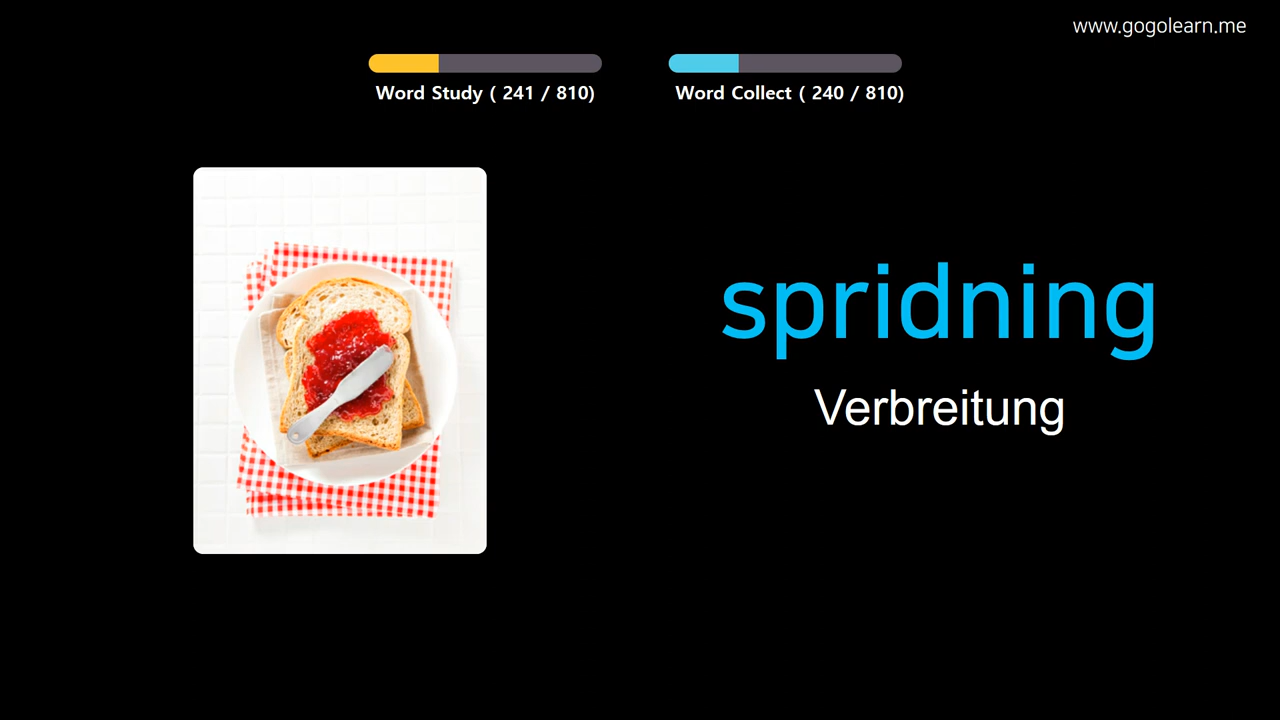 www.gogolearn.me
Word Study ( 241 / 810)
Word Collect ( 240 / 810)
spridning
Verbreitung